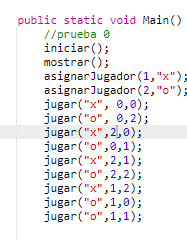 public static void Main()
//prueba 0
iniciar();
mostrar();
asignarJugador(1,"x");
asignarJugador(2,"o");
jugar("x", 0,0);
jugar("o", 0,2);
jugar("x",2,0);
jugar("o",0,1);
jugar("x",2,1);
jugar("o",2,2);
jugar("x",1,2);
jugar("o",1,0);
jugar("o",1,1);